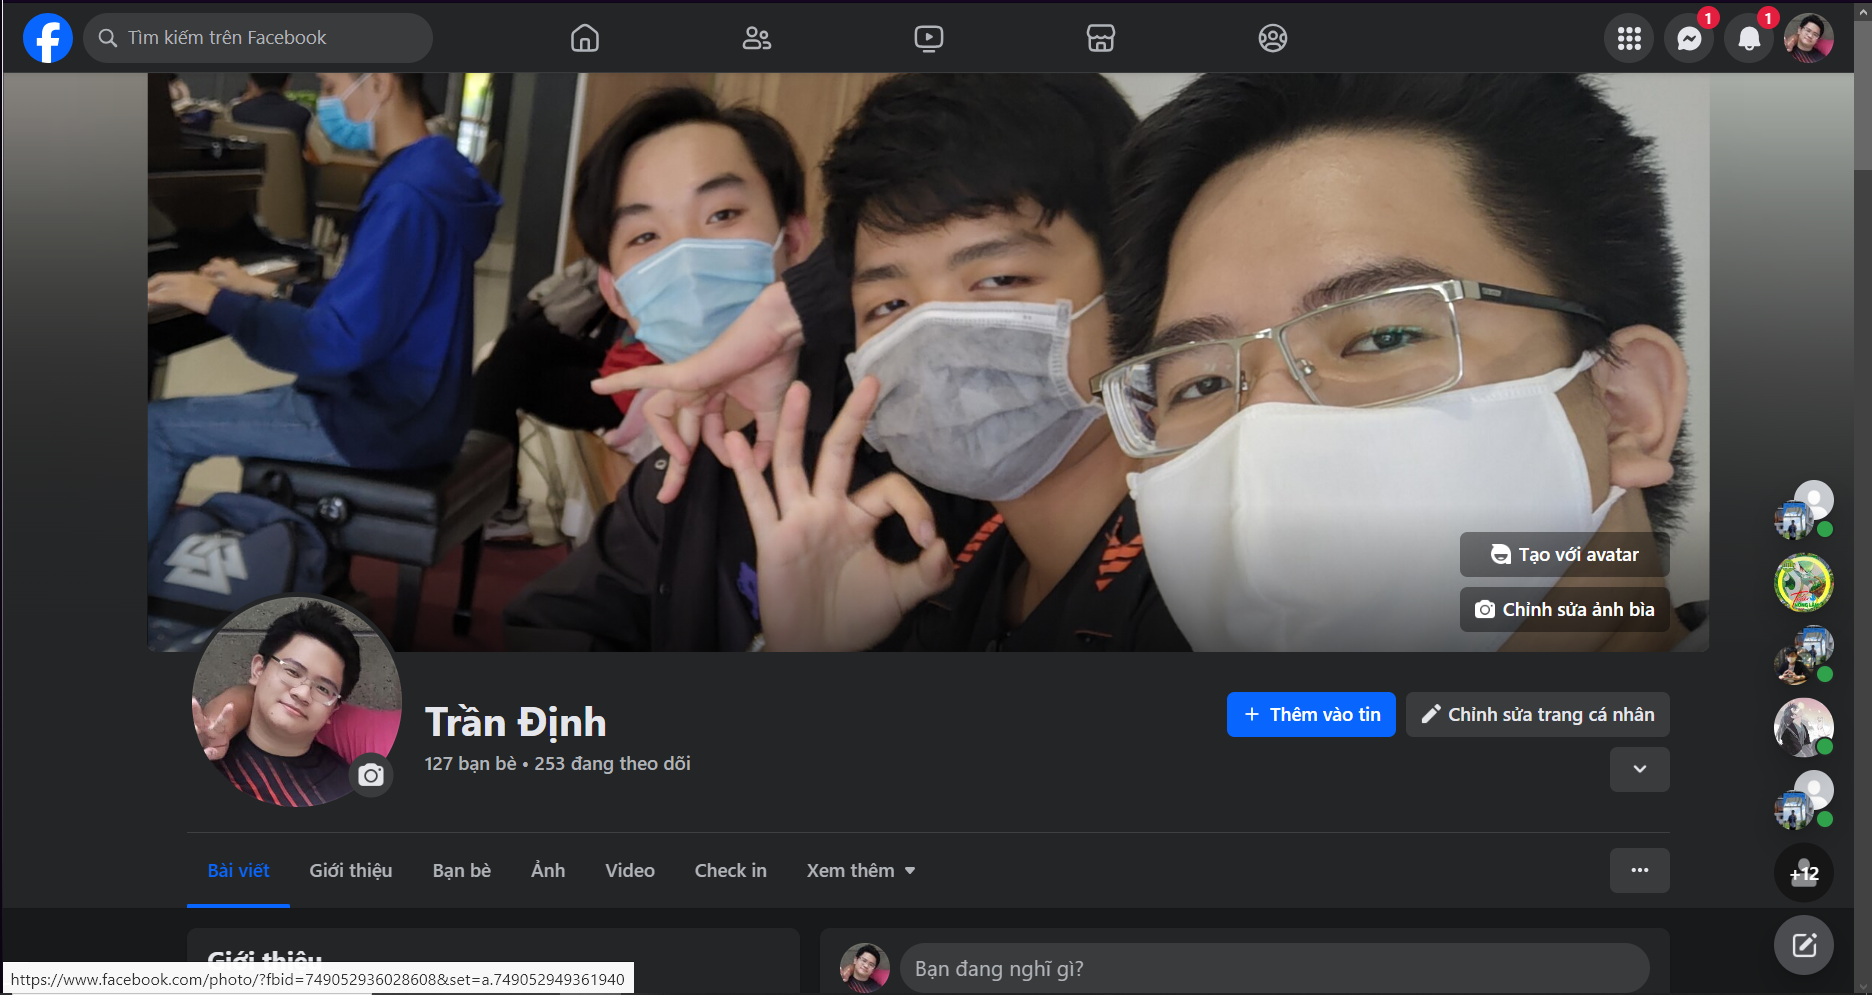 Tìm kiếm trên Facebook
1
1
Tạo với avatar
Chỉnh sửa ảnh bìa
Trần Định
127 bạn bè • 253 đang theo dõi
+ Thêm vào tin
Chỉnh sửa trang cá nhân
Bài viết
Giới thiệu
Bạn bè
Ảnh
Video
Check in
Xem thêm
+12
Giới thiệu
Bạn đang nghĩ gì?
https://www.facebook.com/photo/?fbid=749052936028608&set=a.749052949361940